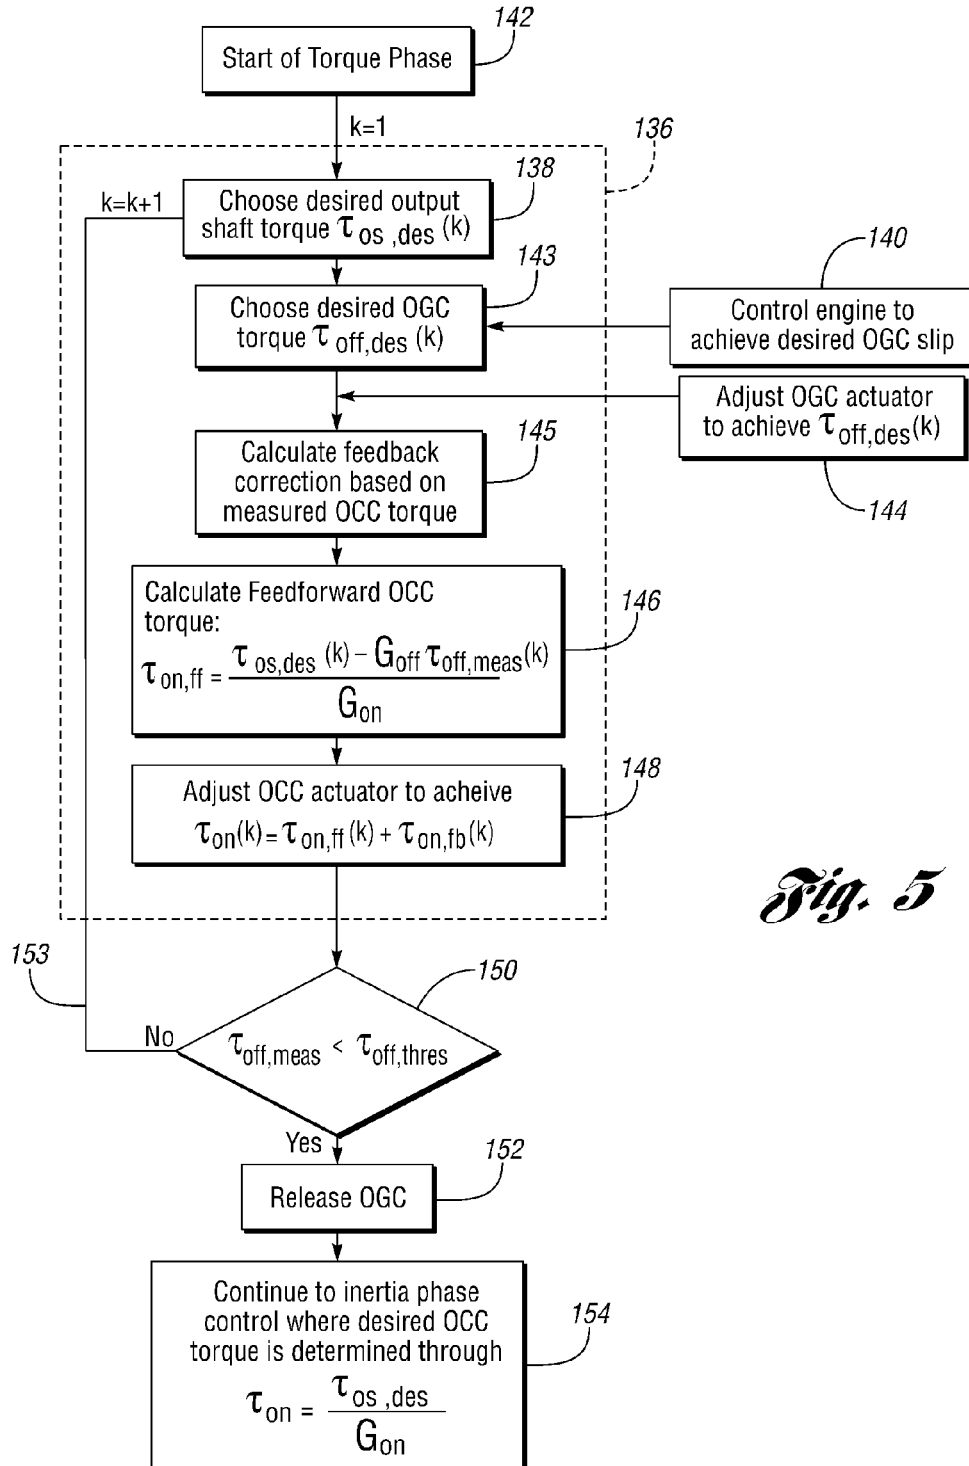 142
Start of Torque Phase
k=1
136
k=k+1
138
Choose desired output
shaft torque τos,des (k)
143
Choose desired OGC
torque τoff,des (k)
140
Control engine to
achieve desired OGC slip
Adjust OGC actuator
to achieve τoff,des(k)
144
145
Calculate feedback
correction based on
measured OCC torque
Calculate Feedforward OCC
torque:
τon,ff = τos,des (k) – Goff τoff,meas(k)
Gon
146
Adjust OCC actuator to acheive
τon(k) = τon,ff (k) + τon,fb(k)
148
Fig. 5
153
150
No
τoff,meas < τoff,thres
Yes
152
Release OGC
Continue to inertia phase
control where desired OCC
torque is determined through
τon = τos,des
Gon
154